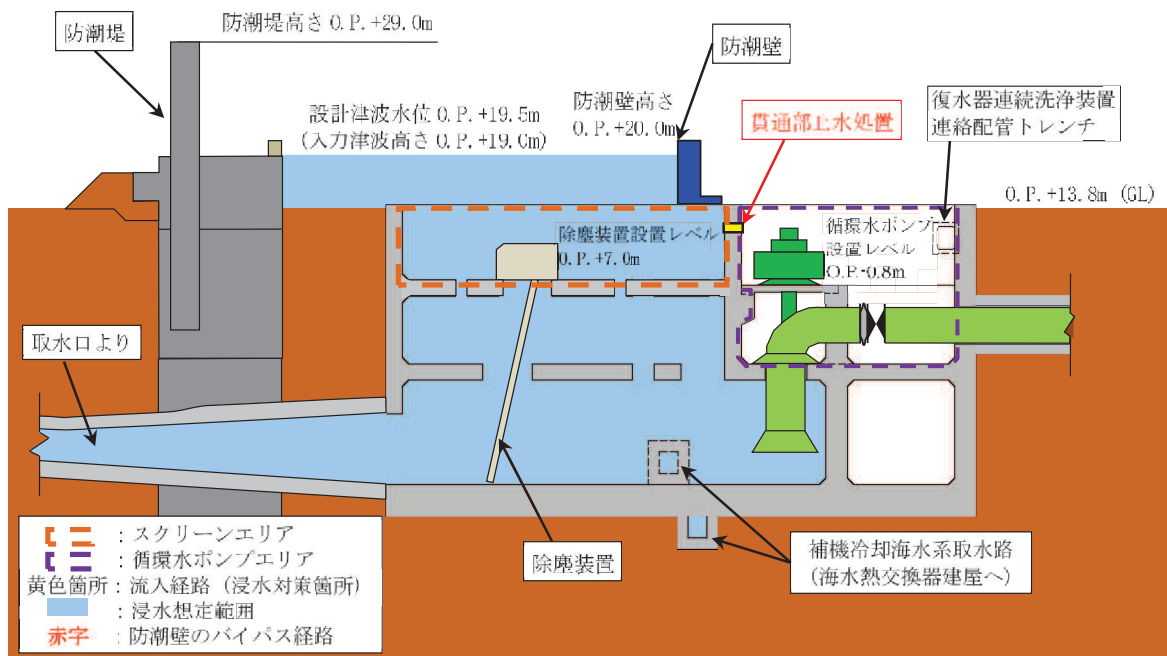 防潮堤
防潮堤高さ O.P.+29.0m
防潮壁
設計津波水位 O.P.+19.5m
(入力津波高さ O.P.+19.0m)
防潮壁高さ
O.P.+20.0m
貫通部止水処置
復水器連続洗浄装置
連絡配管トレンチ
O.P.+13.8m (GL)
除塵装置設置レベル
O.P.+7.0m
循環水ポンプ
設置レベル
O.P.-0.8m
取水口より
除塵装置
補機冷却海水系取水路
(海水熱交換器建屋へ)
：スクリーンエリア
：循環水ポンプエリア
黄色箇所：流入経路（浸水対策箇所）
：浸水想定範囲
赤字：防潮壁のバイパス経路